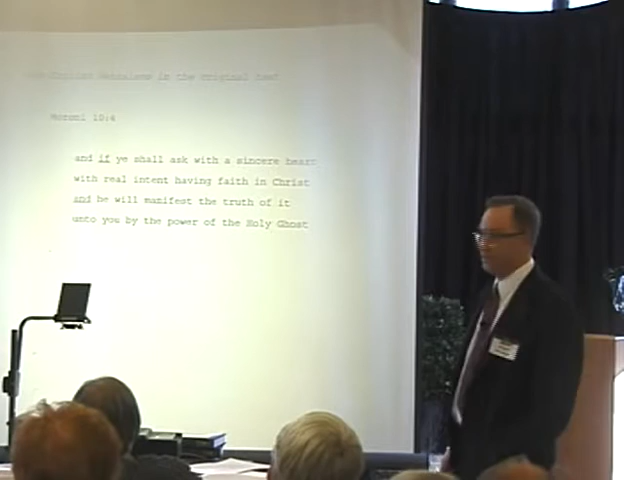 in the original text
Moroni 10:4
and if ye shall ask with a sincere heart
with real intent having faith in Christ
and he will manifest the truth of it
unto you by the power of the Holy Ghost